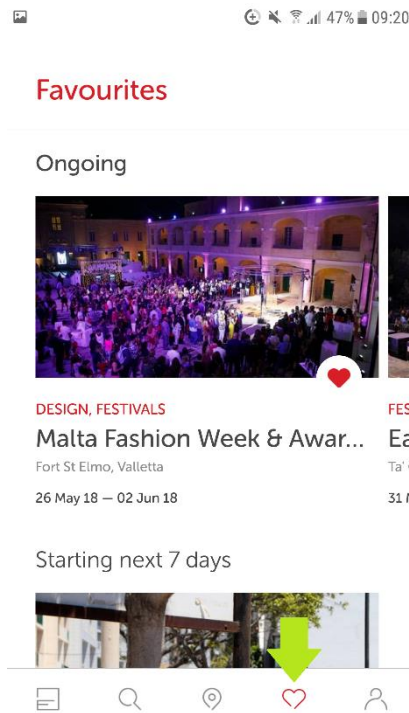 47% 09:20
Favourites
Ongoing
DESIGN, FESTIVALS
Malta Fashion Week & Awar...
Fort St Elmo, Valletta
26 May 18 — 02 Jun 18
FES
Ea
Ta'
31
Starting next 7 days